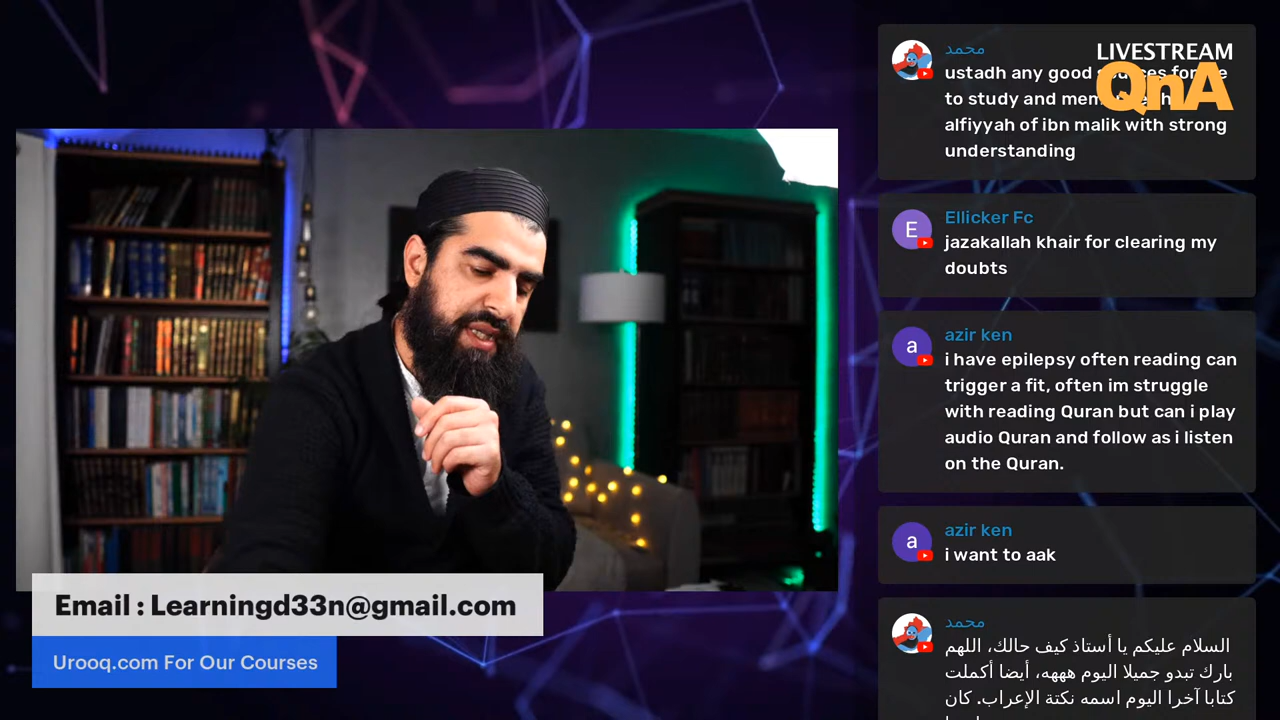 LIVESTREAM
QnA
محمد
ustadh any good
to study and
alfiyyah of ibn malik with strong
understanding
Ellicker Fc
jazakallah khair for clearing my
doubts
azir ken
i have epilepsy often reading can
trigger a fit, often im struggle
with reading Quran but can i play
audio Quran and follow as i listen
on the Quran.
azir ken
i want to aak
محمد
السلام عليكم يا أستاذ كيف حالك، اللهم
بارك تبدو جميلا اليوم هههه، أيضا أكملت
كتابا آخرا اليوم اسمه نكتة الإعراب. كان
Email : Learningd33n@gmail.com
Urooq.com For Our Courses
E
a
a